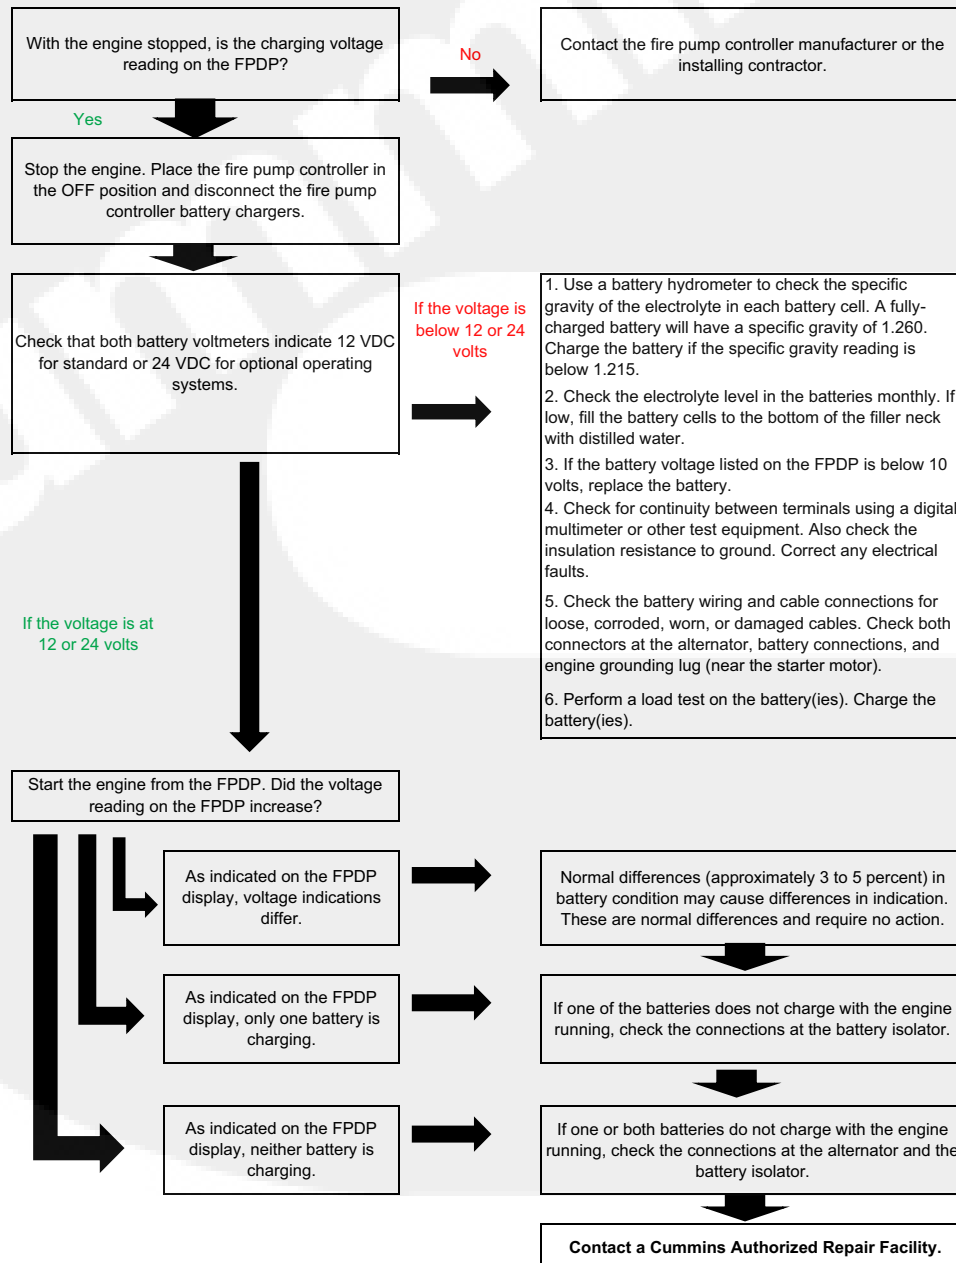 With the engine stopped, is the charging voltage
reading on the FPDP?
No
Contact the fire pump controller manufacturer or the
installing contractor.
Yes
Stop the engine. Place the fire pump controller in
the OFF position and disconnect the fire pump
controller battery chargers.
Check that both battery voltmeters indicate 12 VDC
for standard or 24 VDC for optional operating
systems.
If the voltage is
below 12 or 24
volts
1. Use a battery hydrometer to check the specific
gravity of the electrolyte in each battery cell. A fully-
charged battery will have a specific gravity of 1.260.
Charge the battery if the specific gravity reading is
below 1.215.
2. Check the electrolyte level in the batteries monthly. If
low, fill the battery cells to the bottom of the filler neck
with distilled water.
3. If the battery voltage listed on the FPDP is below 10
volts, replace the battery.
4. Check for continuity between terminals using a digital
multimeter or other test equipment. Also check the
insulation resistance to ground. Correct any electrical
faults.
5. Check the battery wiring and cable connections for
loose, corroded, worn, or damaged cables. Check both
connectors at the alternator, battery connections, and
engine grounding lug (near the starter motor).
6. Perform a load test on the battery(ies). Charge the
battery(ies).
If the voltage is at
12 or 24 volts
Start the engine from the FPDP. Did the voltage
reading on the FPDP increase?
As indicated on the FPDP
display, voltage indications
differ.
Normal differences (approximately 3 to 5 percent) in
battery condition may cause differences in indication.
These are normal differences and require no action.
As indicated on the FPDP
display, only one battery is
charging.
If one of the batteries does not charge with the engine
running, check the connections at the battery isolator.
As indicated on the FPDP
display, neither battery is
charging.
If one or both batteries do not charge with the engine
running, check the connections at the alternator and the
battery isolator.
Contact a Cummins Authorized Repair Facility.